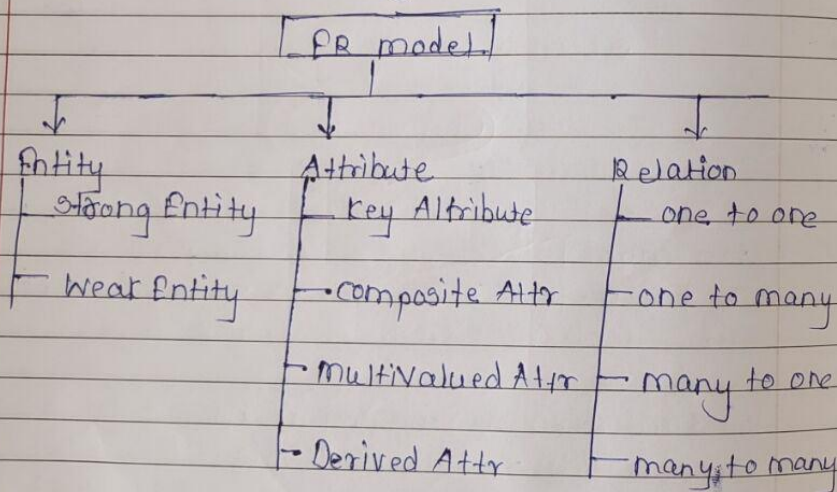 ER model
Entity
Strong Entity
Weak Entity
Attribute
Key Attribute
Composite Attr
Multivalued Attr
Derived Attr
Relation
one to one
one to many
many to one
many to many